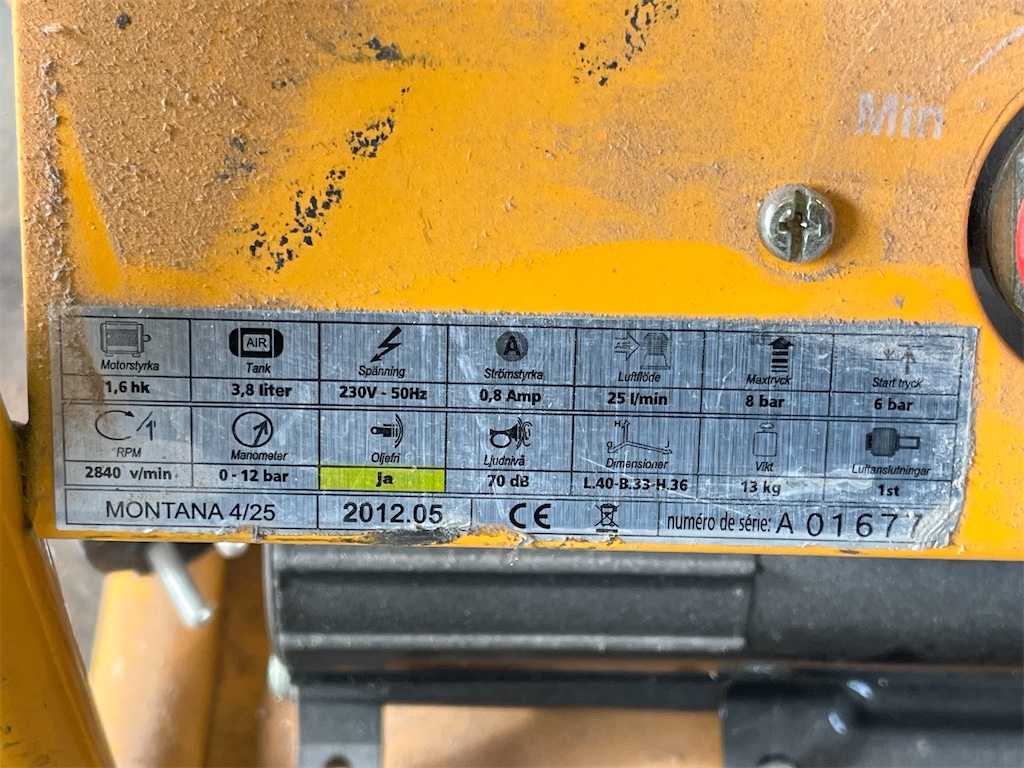 Min
AIR
A
Motorstyrka Tank Spänning Strömstyrka Luftflöde Maxtryck Start tryck
1,6 hk 3,8 liter 230V - 50Hz 0,8 Amp 25 l/min 8 bar 6 bar
RPM Manometer Oljefri Ljudnivå Dimensioner Vikt Luftanslutningar
2840 v/min 0 - 12 bar Ja 70 dB L.40-B.33-H.36 13 kg 1st
MONTANA 4/25 2012.05 CE numéro de série: A 01677